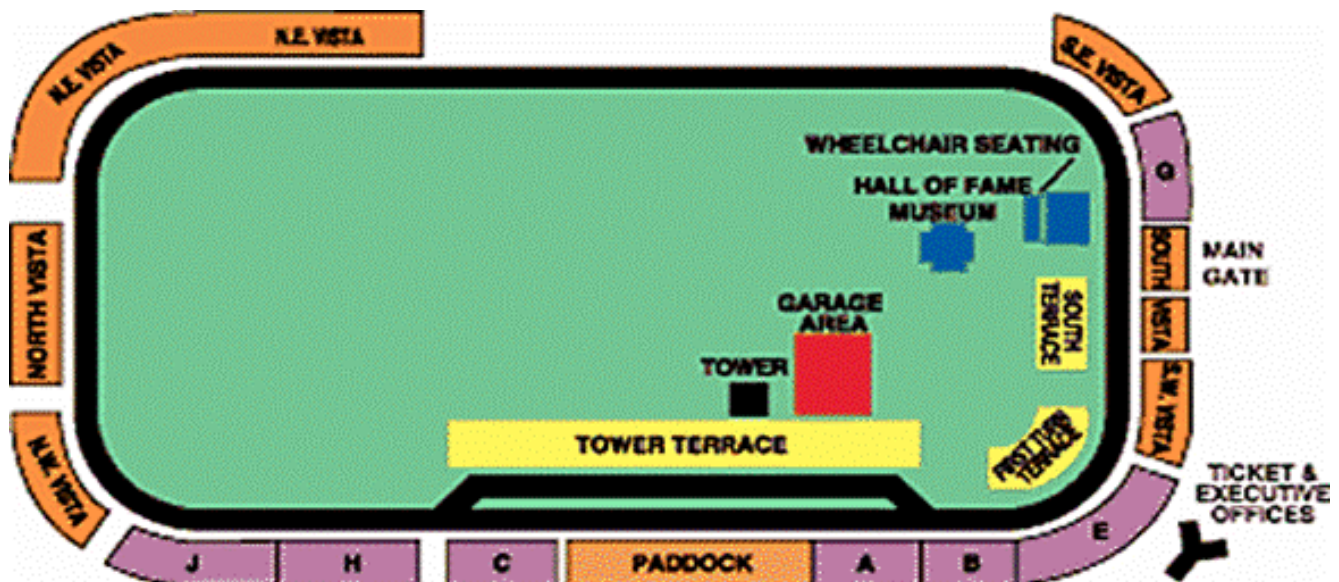 N.E. VISTA
N.E. VISTA
S.E. VISTA
WHEELCHAIR SEATING
HALL OF FAME
MUSEUM
G
SOUTH
VISTA
MAIN
GATE
NORTH VISTA
SOUTH
TERRACE
GARAGE
AREA
TOWER
S.W. VISTA
TOWER TERRACE
FIRST TURN
TERRACE
N.W. VISTA
TICKET &
EXECUTIVE
OFFICES
J
H
C
PADDOCK
A
B
E